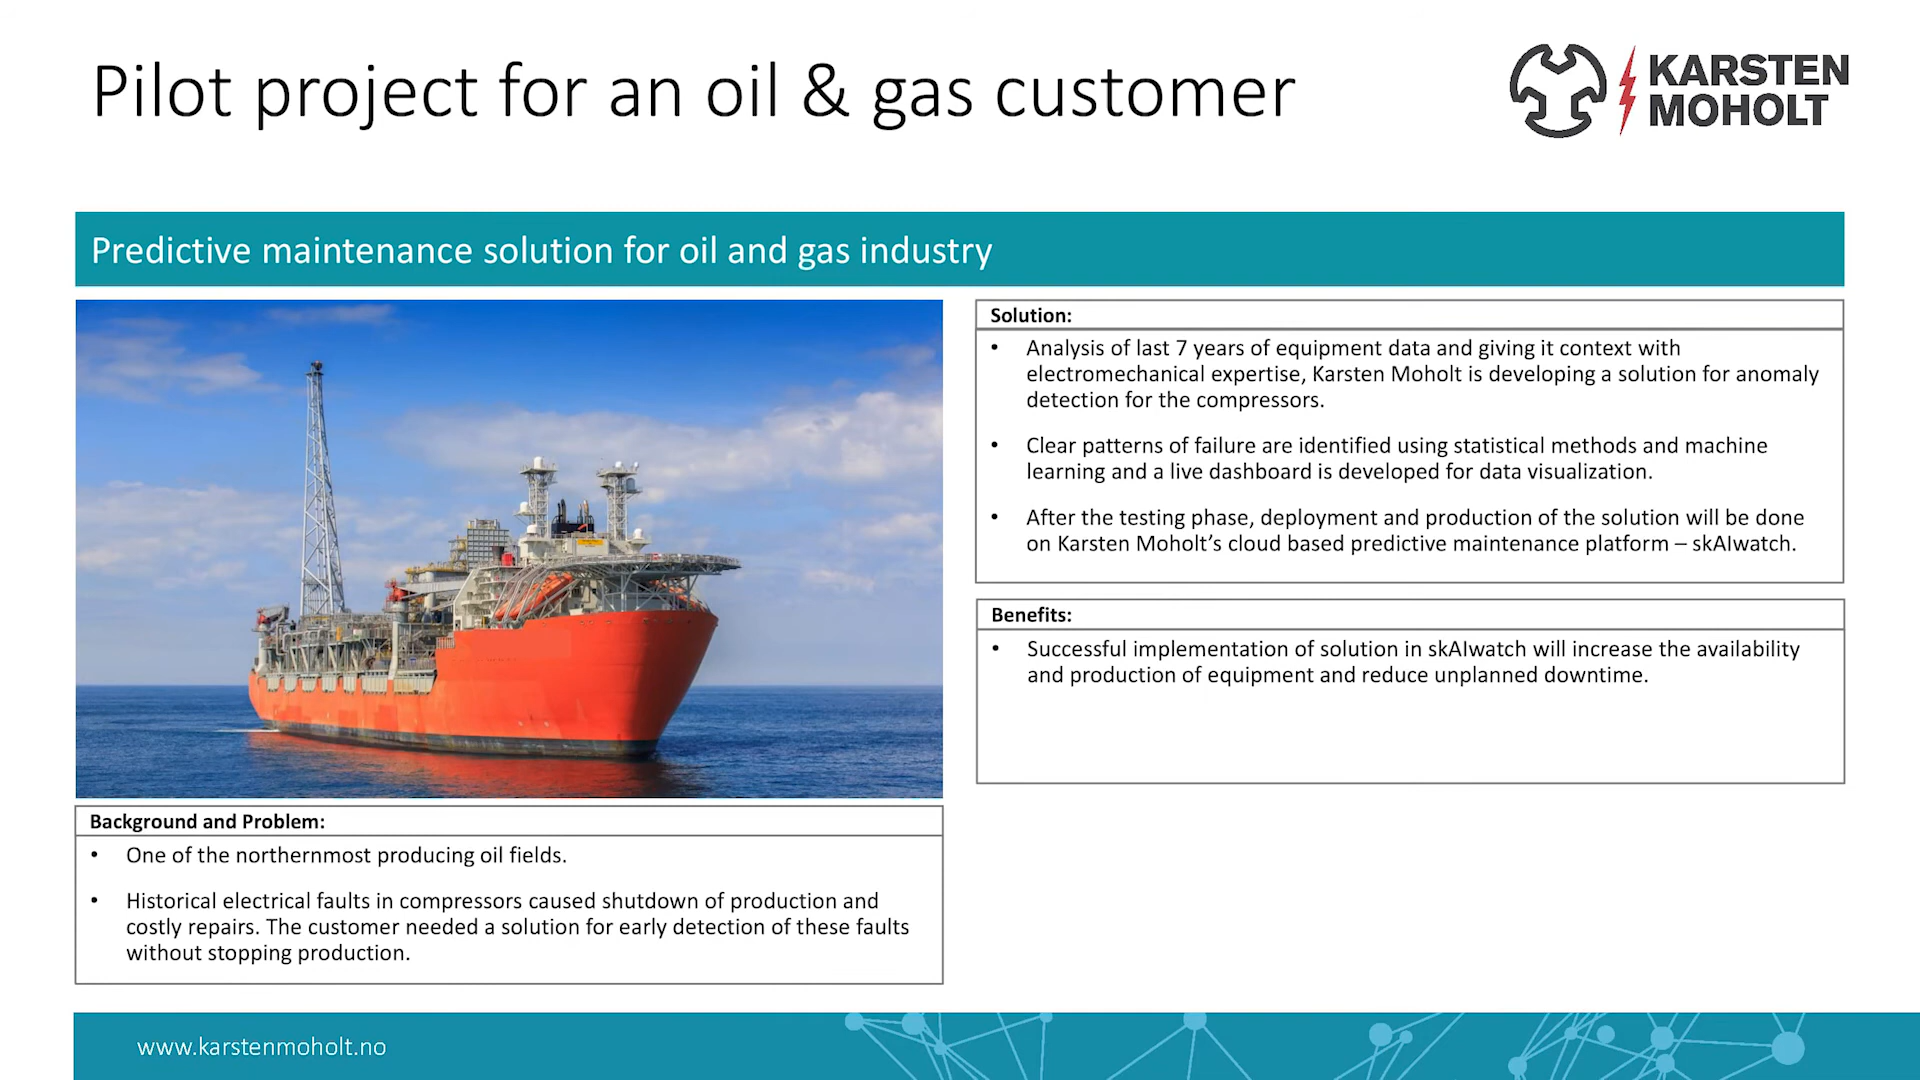 Pilot project for an oil & gas customer
KARSTEN
MOHOLT
Predictive maintenance solution for oil and gas industry
Background and Problem:
• One of the northernmost producing oil fields.
• Historical electrical faults in compressors caused shutdown of production and
costly repairs. The customer needed a solution for early detection of these faults
without stopping production.
Solution:
• Analysis of last 7 years of equipment data and giving it context with
electromechanical expertise, Karsten Moholt is developing a solution for anomaly
detection for the compressors.
• Clear patterns of failure are identified using statistical methods and machine
learning and a live dashboard is developed for data visualization.
• After the testing phase, deployment and production of the solution will be done
on Karsten Moholt’s cloud based predictive maintenance platform – skAIwatch.
Benefits:
• Successful implementation of solution in skAIwatch will increase the availability
and production of equipment and reduce unplanned downtime.
www.karstenmoholt.no